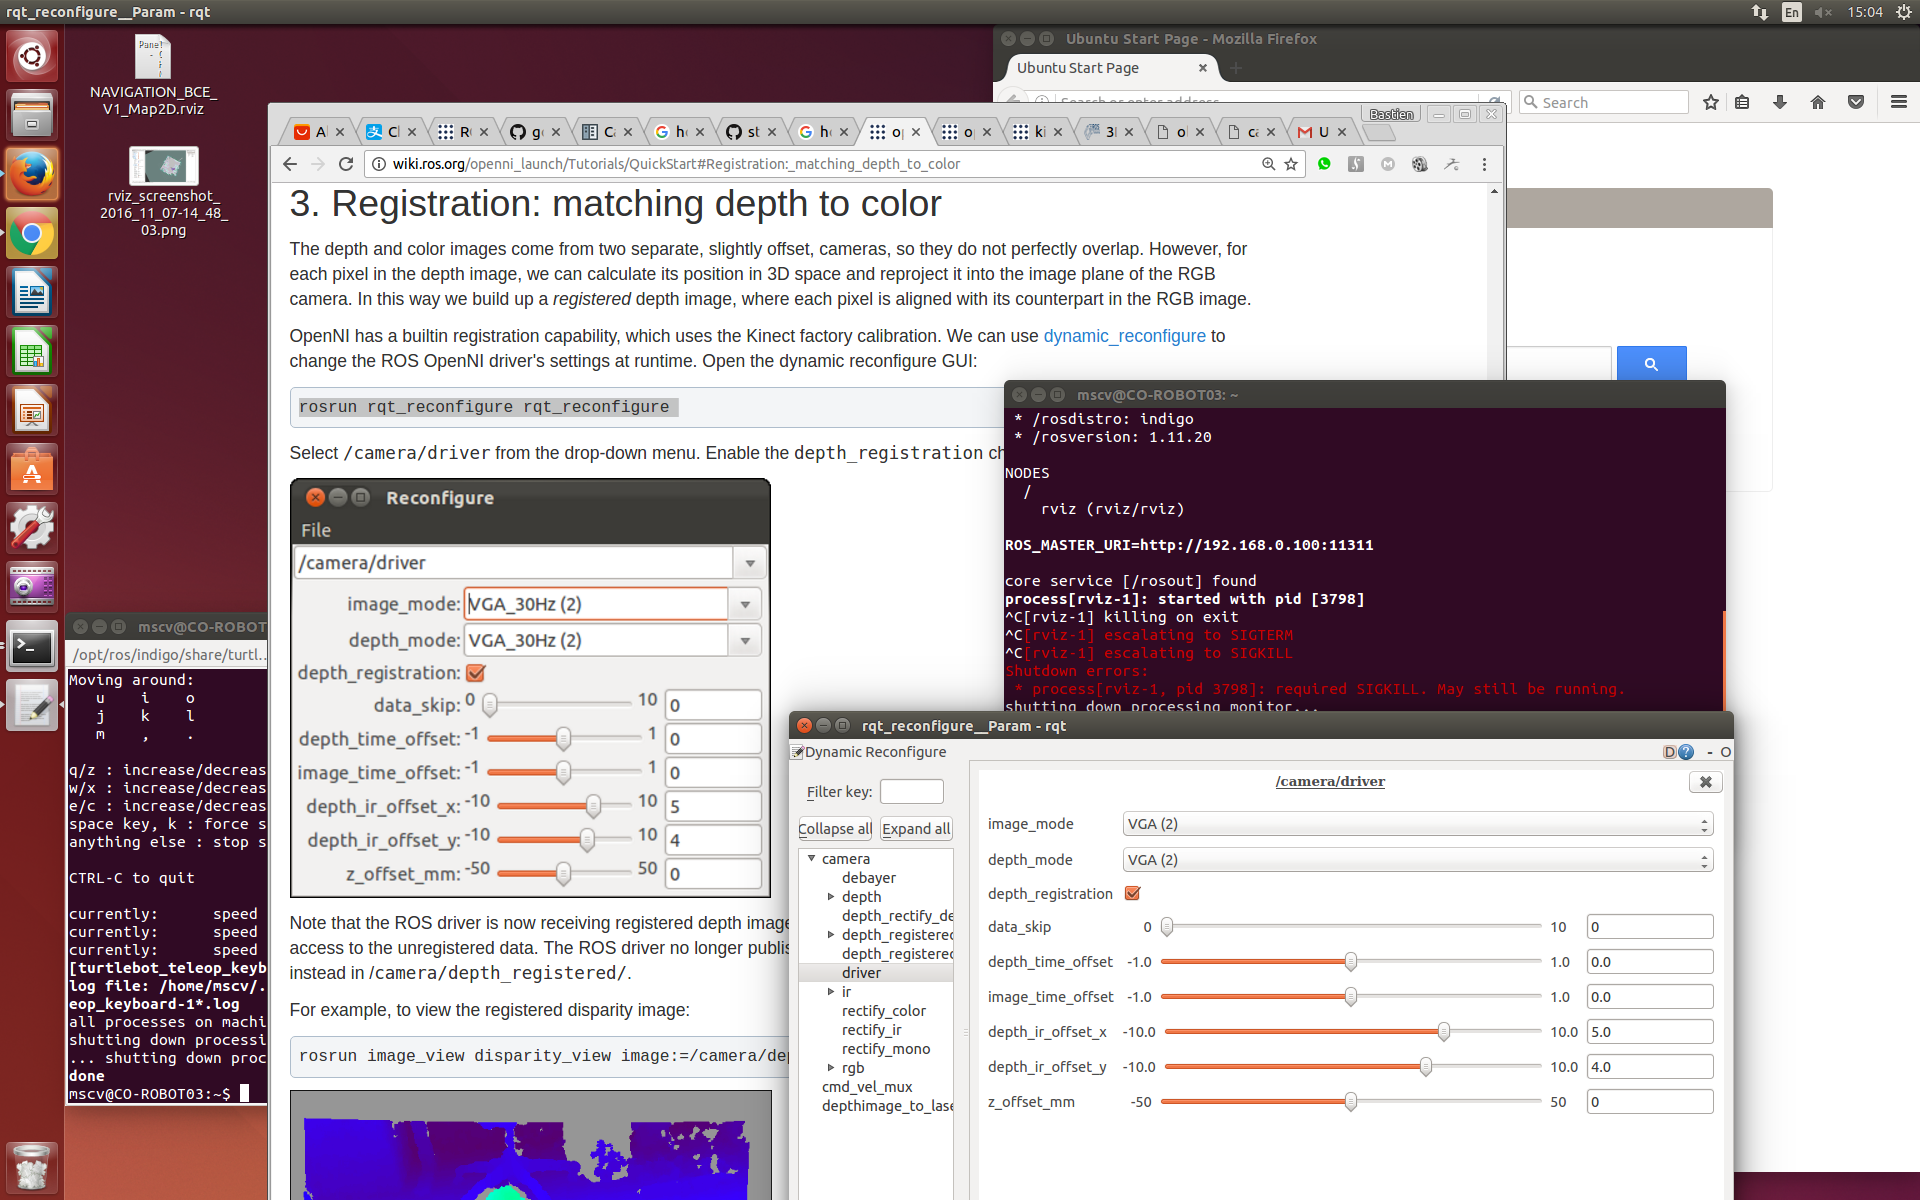 rqt_reconfigure__Param - rqt
En
15:04
NAVIGATION_BCE_
V1_Map2D.rviz
rviz_screenshot_
2016_11_07-14_48_
03.png
Ubuntu Start Page - Mozilla Firefox
Ubuntu Start Page
Search or enter address
Search
Bastien
wiki.ros.org/openni_launch/Tutorials/QuickStart#Registration:_matching_depth_to_color
3. Registration: matching depth to color
The depth and color images come from two separate, slightly offset, cameras, so they do not perfectly overlap. However, for
each pixel in the depth image, we can calculate its position in 3D space and reproject it into the image plane of the RGB
camera. In this way we build up a registered depth image, where each pixel is aligned with its counterpart in the RGB image.
OpenNI has a builtin registration capability, which uses the Kinect factory calibration. We can use dynamic_reconfigure to
change the ROS OpenNI driver's settings at runtime. Open the dynamic reconfigure GUI:
rosrun rqt_reconfigure rqt_reconfigure
Select /camera/driver from the drop-down menu. Enable the depth_registration ch
Reconfigure
File
/camera/driver
image_mode: VGA_30Hz (2)
depth_mode: VGA_30Hz (2)
depth_registration:
data_skip: 0 10 0
depth_time_offset: -1 1 0
image_time_offset: -1 1 0
depth_ir_offset_x: -10 10 5
depth_ir_offset_y: -10 10 4
z_offset_mm: -50 50 0
Note that the ROS driver is now receiving registered depth image
access to the unregistered data. The ROS driver no longer publis
instead in /camera/depth_registered/.
For example, to view the registered disparity image:
rosrun image_view disparity_view image:=/camera/dep
mscv@CO-ROBOT03: ~
* /rosdistro: indigo
* /rosversion: 1.11.20
NODES
/
rviz (rviz/rviz)
ROS_MASTER_URI=http://192.168.0.100:11311
core service [/rosout] found
process[rviz-1]: started with pid [3798]
^C[rviz-1] killing on exit
^C[rviz-1] escalating to SIGTERM
^C[rviz-1] escalating to SIGKILL
Shutdown errors:
* process[rviz-1, pid 3798]: required SIGKILL. May still be running.
shutting down processing monitor...
mscv@CO-ROBOT
/opt/ros/indigo/share/turtl...
Moving around:
u i o
j k l
m , .
q/z : increase/decreas
w/x : increase/decreas
e/c : increase/decreas
space key, k : force s
anything else : stop s
CTRL-C to quit
currently: speed
currently: speed
currently: speed
[turtlebot_teleop_keyb
log file: /home/mscv/.
eop_keyboard-1*.log
all processes on machi
shutting down processi
... shutting down proc
done
mscv@CO-ROBOT03:~$
rqt_reconfigure__Param - rqt
Dynamic Reconfigure
D ? - O
Filter key:
Collapse all Expand all
camera
debayer
depth
depth_rectify_de
depth_registered
depth_registered
driver
ir
rectify_color
rectify_ir
rectify_mono
rgb
cmd_vel_mux
depthimage_to_lase
/camera/driver
image_mode VGA (2)
depth_mode VGA (2)
depth_registration
data_skip 0 10 0
depth_time_offset -1.0 1.0 0.0
image_time_offset -1.0 1.0 0.0
depth_ir_offset_x -10.0 10.0 5.0
depth_ir_offset_y -10.0 10.0 4.0
z_offset_mm -50 50 0